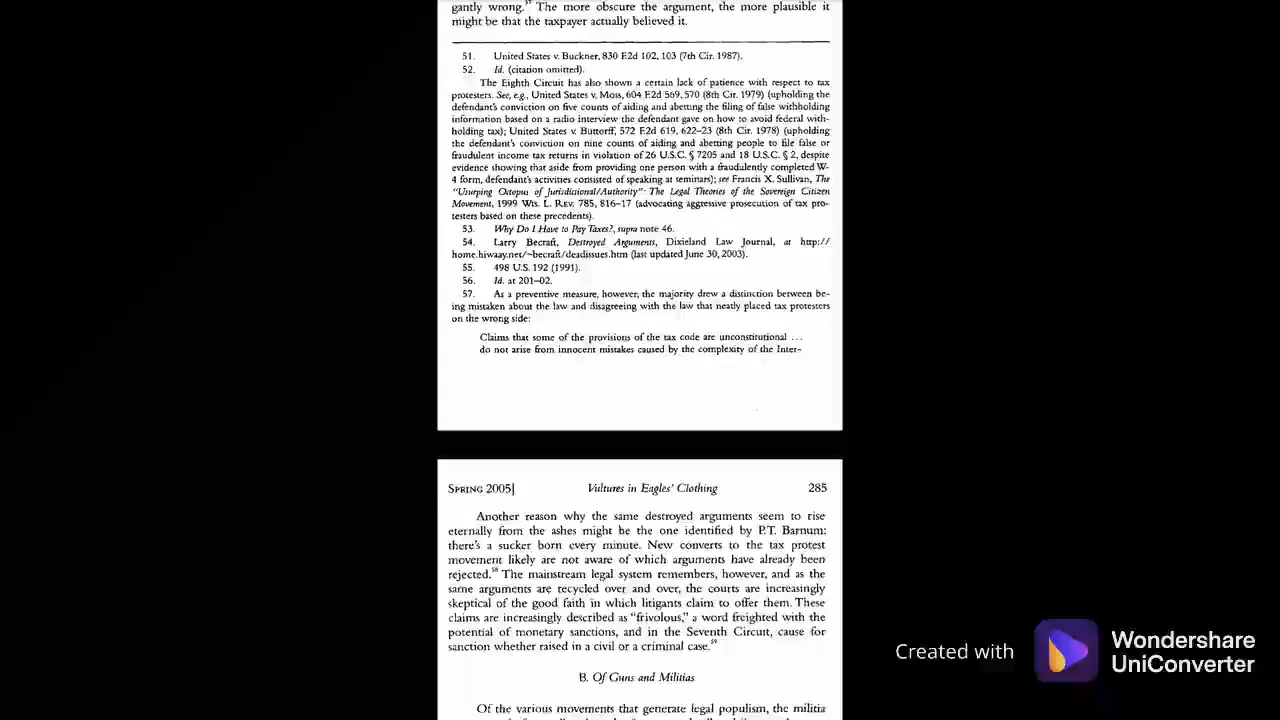 gantly wrong.57 The more obscure the argument, the more plausible it
might be that the taxpayer actually believed it.
51. United States v. Buckner, 830 F.2d 102, 103 (7th Cir. 1987).
52. Id. (citation omitted).
The Eighth Circuit has also shown a certain lack of patience with respect to tax
protesters. See, e.g., United States v. Moss, 604 F.2d 569, 570 (8th Cir. 1979) (upholding the
defendant's conviction on five counts of aiding and abetting the filing of false withholding
information based on a radio interview the defendant gave on how to avoid federal with-
holding tax); United States v. Buttorff, 572 F.2d 619, 622–23 (8th Cir. 1978) (upholding
the defendant's conviction on nine counts of aiding and abetting people to file false or
fraudulent income tax returns in violation of 26 U.S.C. § 7205 and 18 U.S.C. § 2, despite
evidence showing that aside from providing one person with a fraudulently completed W-
4 form, defendant's activities consisted of speaking at seminars); see Francis X. Sullivan, The
"Usurping Octopus of Jurisdictional/Authority": The Legal Theories of the Sovereign Citizen
Movement, 1999 Wis. L. Rev. 785, 816–17 (advocating aggressive prosecution of tax pro-
testers based on these precedents).
53. Why Do I Have to Pay Taxes?, supra note 46.
54. Larry Becraft, Destroyed Arguments, Dixieland Law Journal, at http://
home.hiwaay.net/~becraft/deadissues.htm (last updated June 30, 2003).
55. 498 U.S. 192 (1991).
56. Id. at 201–02.
57. As a preventive measure, however, the majority drew a distinction between be-
ing mistaken about the law and disagreeing with the law that neatly placed tax protesters
on the wrong side:
Claims that some of the provisions of the tax code are unconstitutional ...
do not arise from innocent mistakes caused by the complexity of the Inter-
Spring 2005] Vultures in Eagles' Clothing 285
Another reason why the same destroyed arguments seem to rise
eternally from the ashes might be the one identified by P.T. Barnum:
there's a sucker born every minute. New converts to the tax protest
movement likely are not aware of which arguments have already been
rejected.58 The mainstream legal system remembers, however, and as the
same arguments are recycled over and over, the courts are increasingly
skeptical of the good faith in which litigants claim to offer them. These
claims are increasingly described as "frivolous," a word freighted with the
potential of monetary sanctions, and in the Seventh Circuit, cause for
sanction whether raised in a civil or a criminal case.59
B. Of Guns and Militias
Of the various movements that generate legal populism, the militia
Created with Wondershare
UniConverter